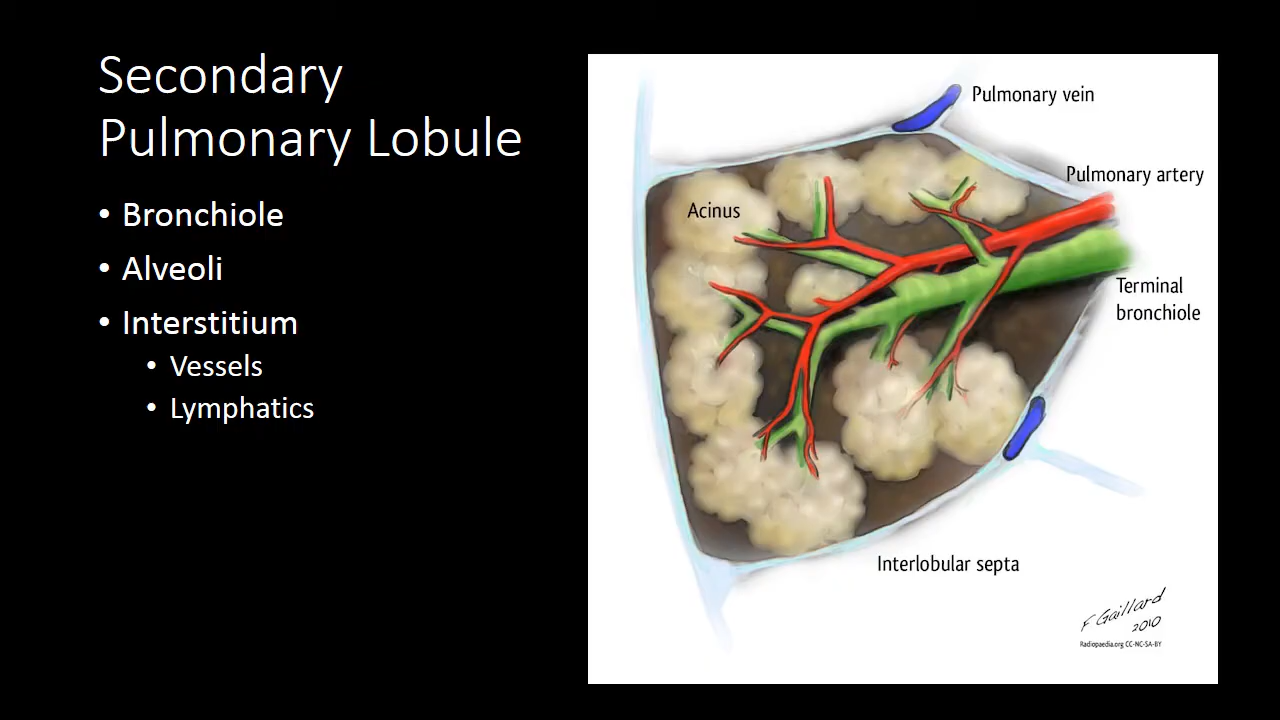 Secondary
Pulmonary Lobule
• Bronchiole
• Alveoli
• Interstitium
• Vessels
• Lymphatics
Pulmonary vein
Pulmonary artery
Acinus
Terminal
bronchiole
Interlobular septa
F Gaillard
2010
Radiopaedia.org CC-NC-SA-BY